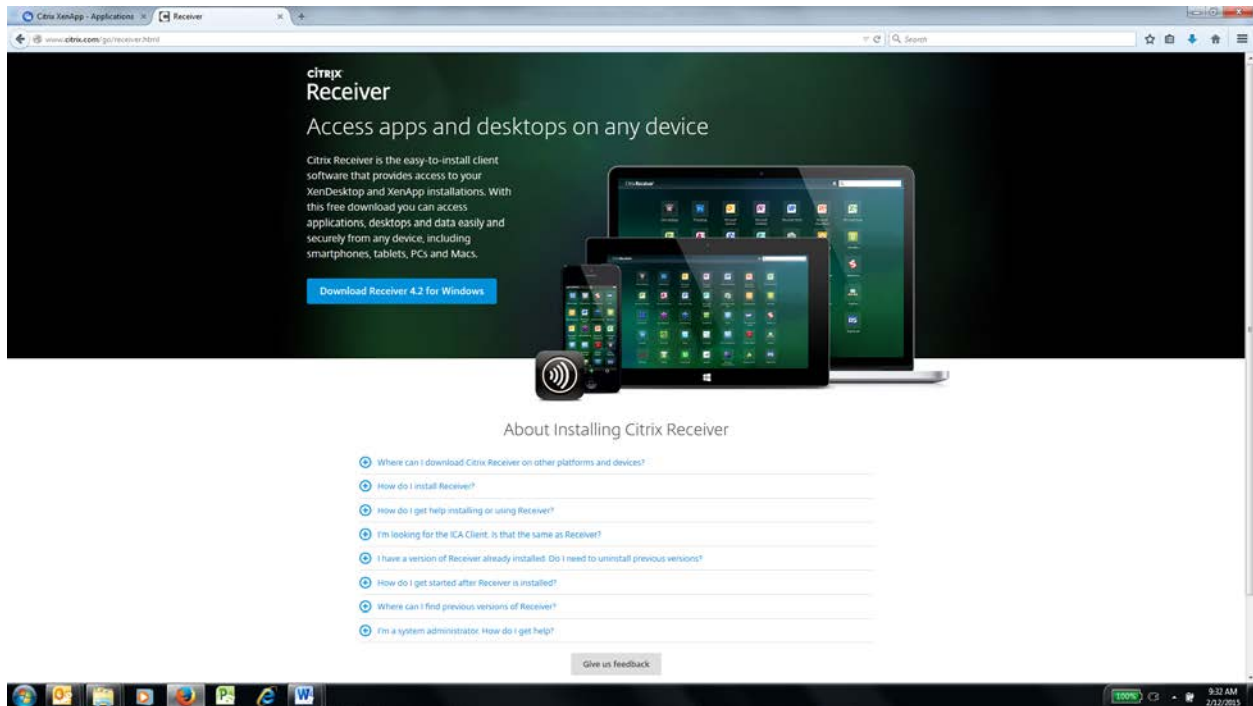 Citrix XenApp - Applications
Receiver
www.citrix.com/go/receiver.html
Search
CITRIX
Receiver
Access apps and desktops on any device
Citrix Receiver is the easy-to-install client
software that provides access to your
XenDesktop and XenApp installations. With
this free download you can access
applications, desktops and data easily and
securely from any device, including
smartphones, tablets, PCs and Macs.
Download Receiver 4.2 for Windows
Citrix Receiver
About Installing Citrix Receiver
Where can I download Citrix Receiver on other platforms and devices?
How do I install Receiver?
How do I get help installing or using Receiver?
I'm looking for the ICA Client. Is that the same as Receiver?
I have a version of Receiver already installed. Do I need to uninstall previous versions?
How do I get started after Receiver is installed?
Where can I find previous versions of Receiver?
I'm a system administrator. How do I get help?
Give us feedback
100%
9:32 AM
2/12/2015